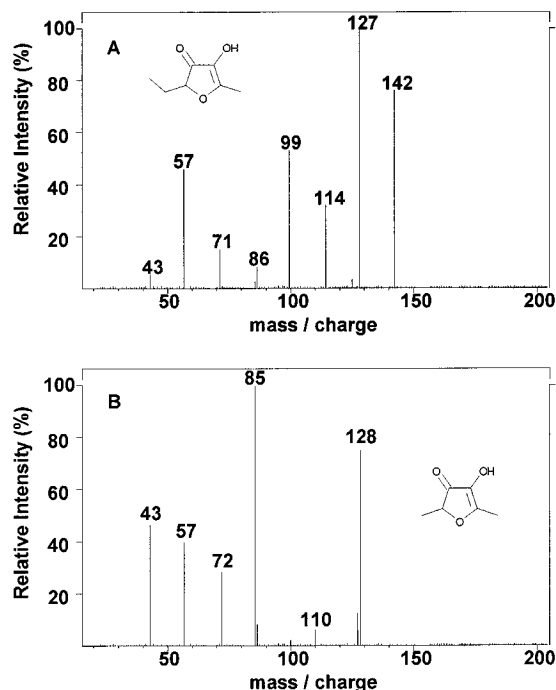 A
O
OH
O
Relative Intensity (%)
100
80
60
40
20
43
57
71
86
99
114
127
142
50
100
150
200
mass / charge
B
O
OH
O
Relative Intensity (%)
100
80
60
40
20
43
57
72
85
110
128
50
100
150
200
mass / charge